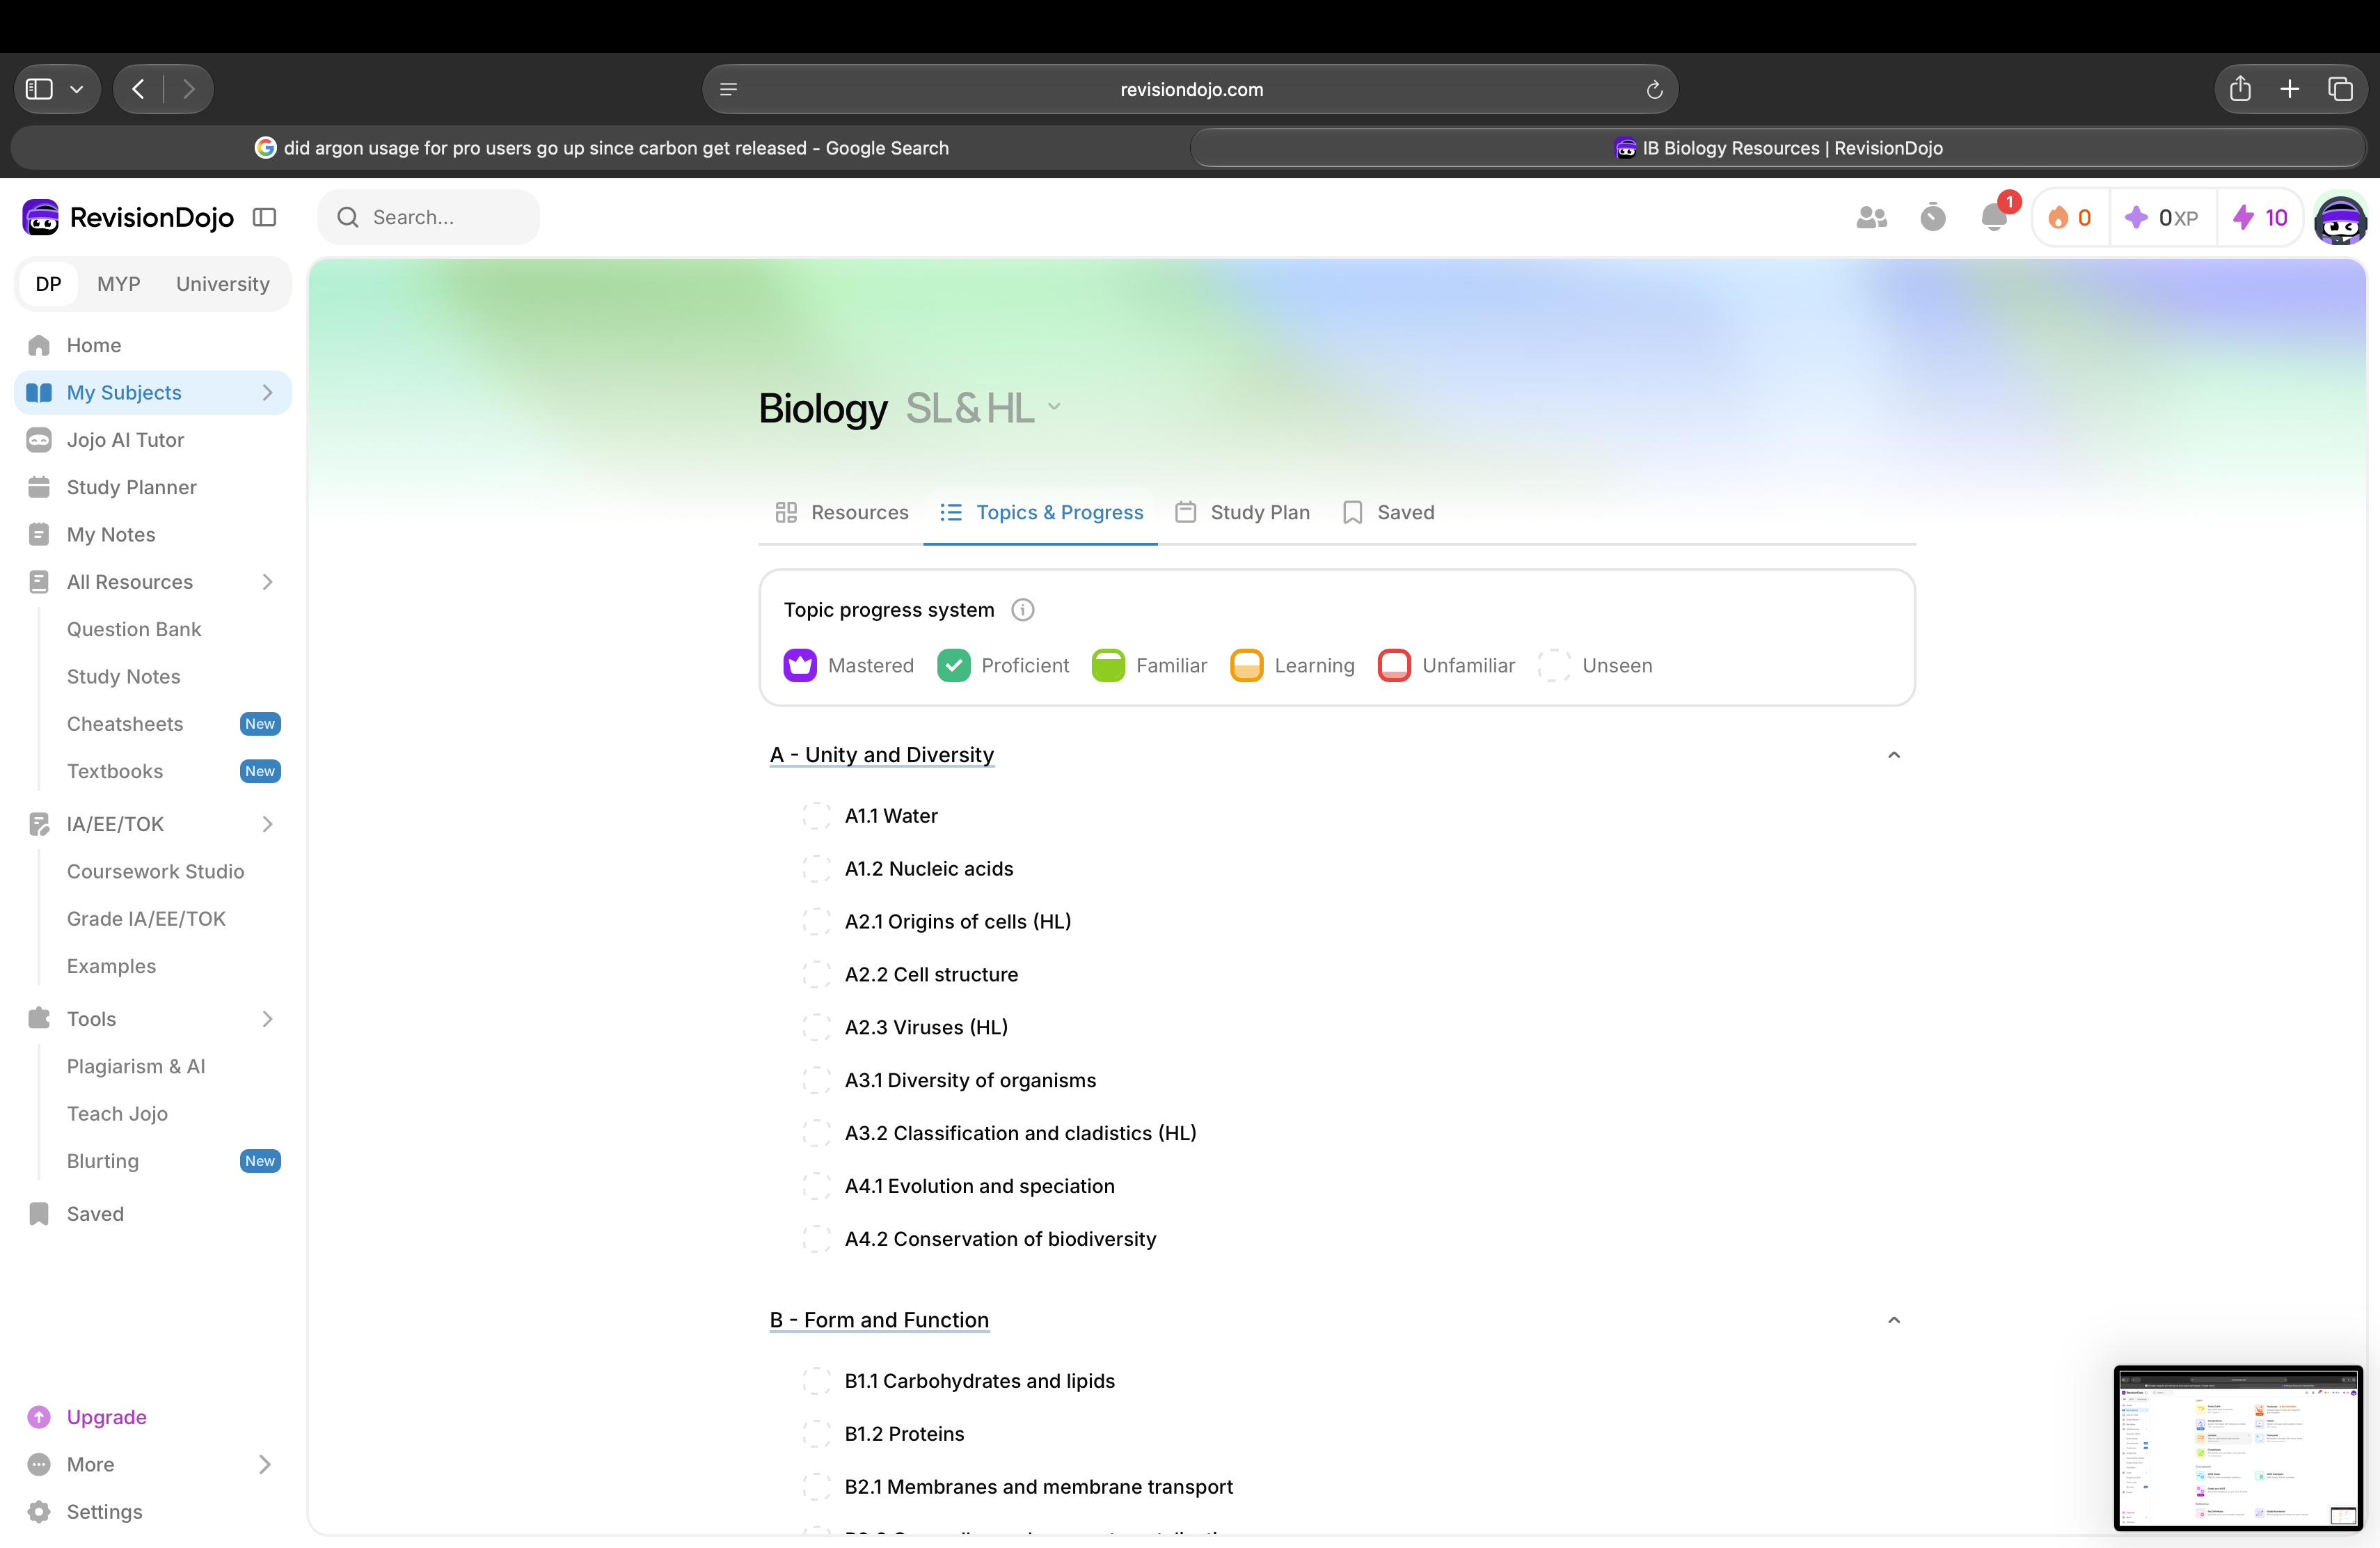 revisiondojo.com
did argon usage for pro users go up since carbon get released - Google Search
IB Biology Resources | RevisionDojo
RevisionDojo
Search...
1
0
0XP
10
DP
MYP
University
Home
My Subjects
Jojo AI Tutor
Study Planner
My Notes
All Resources
Question Bank
Study Notes
Cheatsheets New
Textbooks New
IA/EE/TOK
Coursework Studio
Grade IA/EE/TOK
Examples
Tools
Plagiarism & AI
Teach Jojo
Blurting New
Saved
Upgrade
More
Settings
Biology SL & HL
Resources
Topics & Progress
Study Plan
Saved
Topic progress system
Mastered
Proficient
Familiar
Learning
Unfamiliar
Unseen
A - Unity and Diversity
A1.1 Water
A1.2 Nucleic acids
A2.1 Origins of cells (HL)
A2.2 Cell structure
A2.3 Viruses (HL)
A3.1 Diversity of organisms
A3.2 Classification and cladistics (HL)
A4.1 Evolution and speciation
A4.2 Conservation of biodiversity
B - Form and Function
B1.1 Carbohydrates and lipids
B1.2 Proteins
B2.1 Membranes and membrane transport